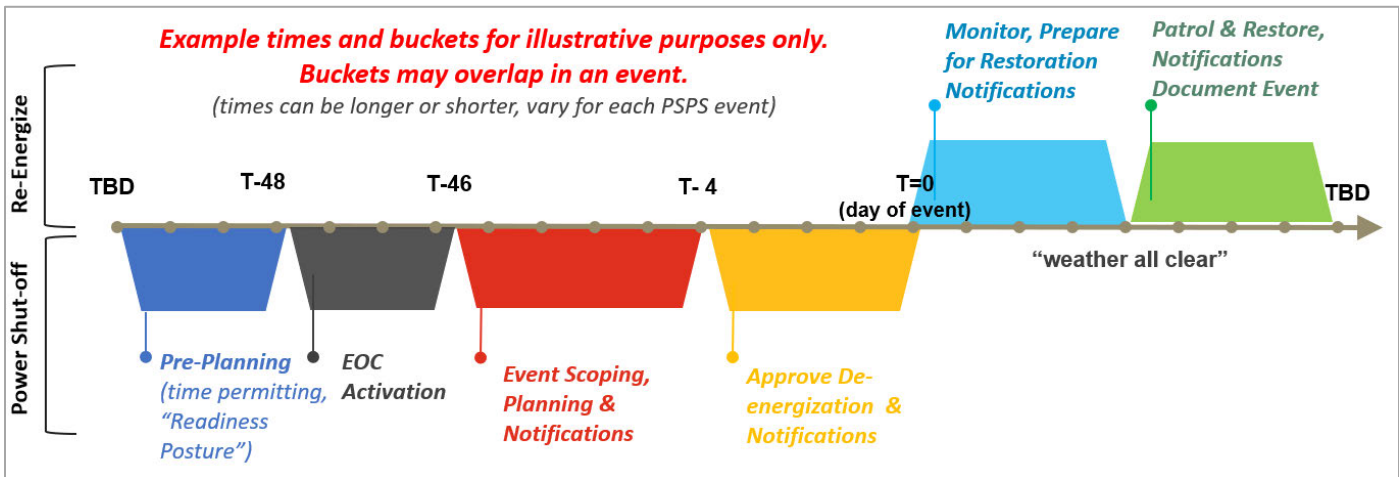 Example times and buckets for illustrative purposes only.
Buckets may overlap in an event.
(times can be longer or shorter, vary for each PSPS event)
Monitor, Prepare
for Restoration
Notifications
Patrol & Restore,
Notifications
Document Event
Re-Energize
TBD
T-48
T-46
T- 4
T=0
(day of event)
TBD
"weather all clear"
Power Shut-off
Pre-Planning
(time permitting,
"Readiness
Posture")
EOC
Activation
Event Scoping,
Planning &
Notifications
Approve De-
energization &
Notifications